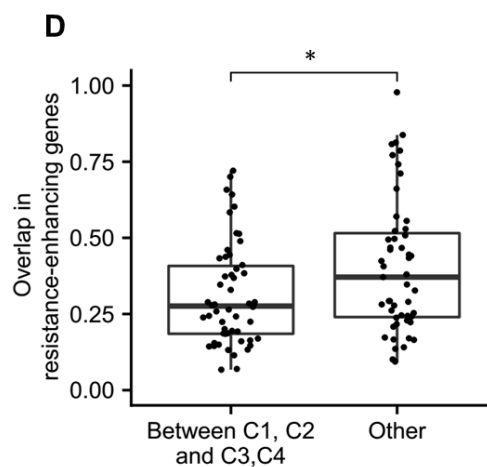 D
*
1.00
0.75
0.50
0.25
0.00
Overlap in
resistance-enhancing genes
Between C1, C2
and C3,C4
Other